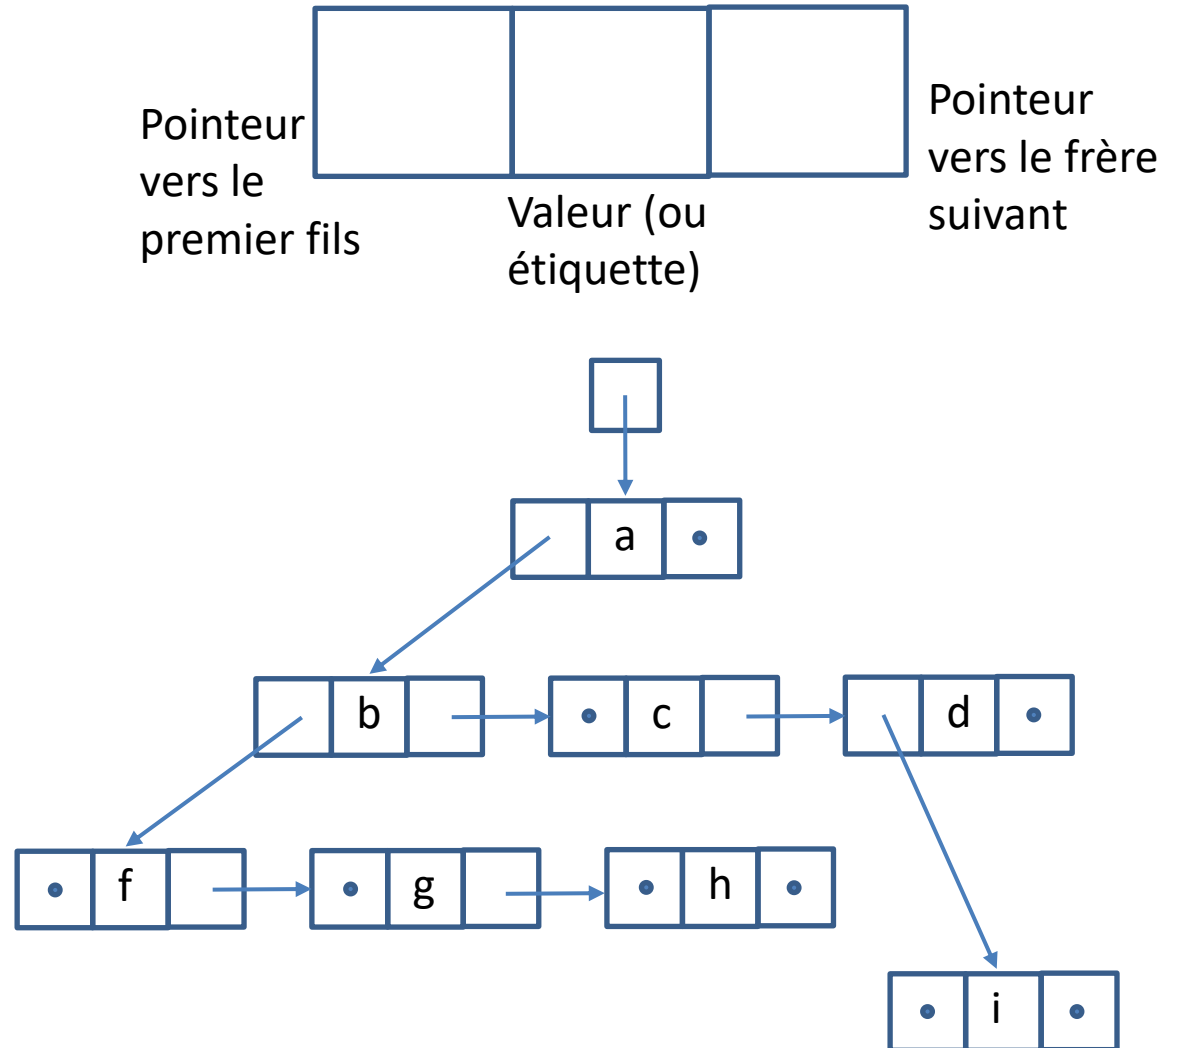 Pointeur
vers le
premier fils
Valeur (ou
étiquette)
Pointeur
vers le frère
suivant
a
b
c
d
f
g
h
i